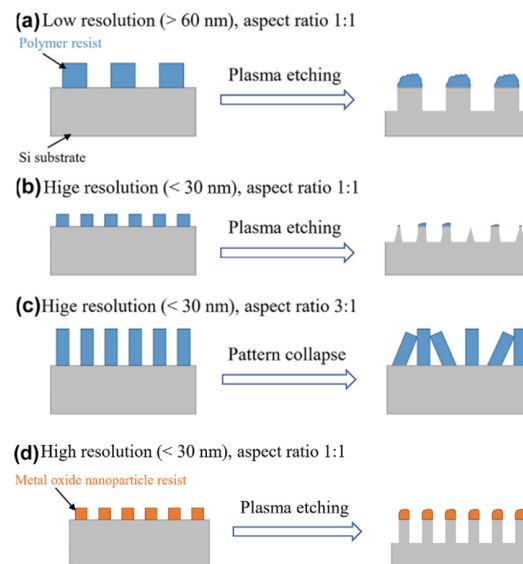 (a) Low resolution (> 60 nm), aspect ratio 1:1
Polymer resist
Plasma etching
Si substrate
(b) Hige resolution (< 30 nm), aspect ratio 1:1
Plasma etching
(c) Hige resolution (< 30 nm), aspect ratio 3:1
Pattern collapse
(d) High resolution (< 30 nm), aspect ratio 1:1
Metal oxide nanoparticle resist
Plasma etching